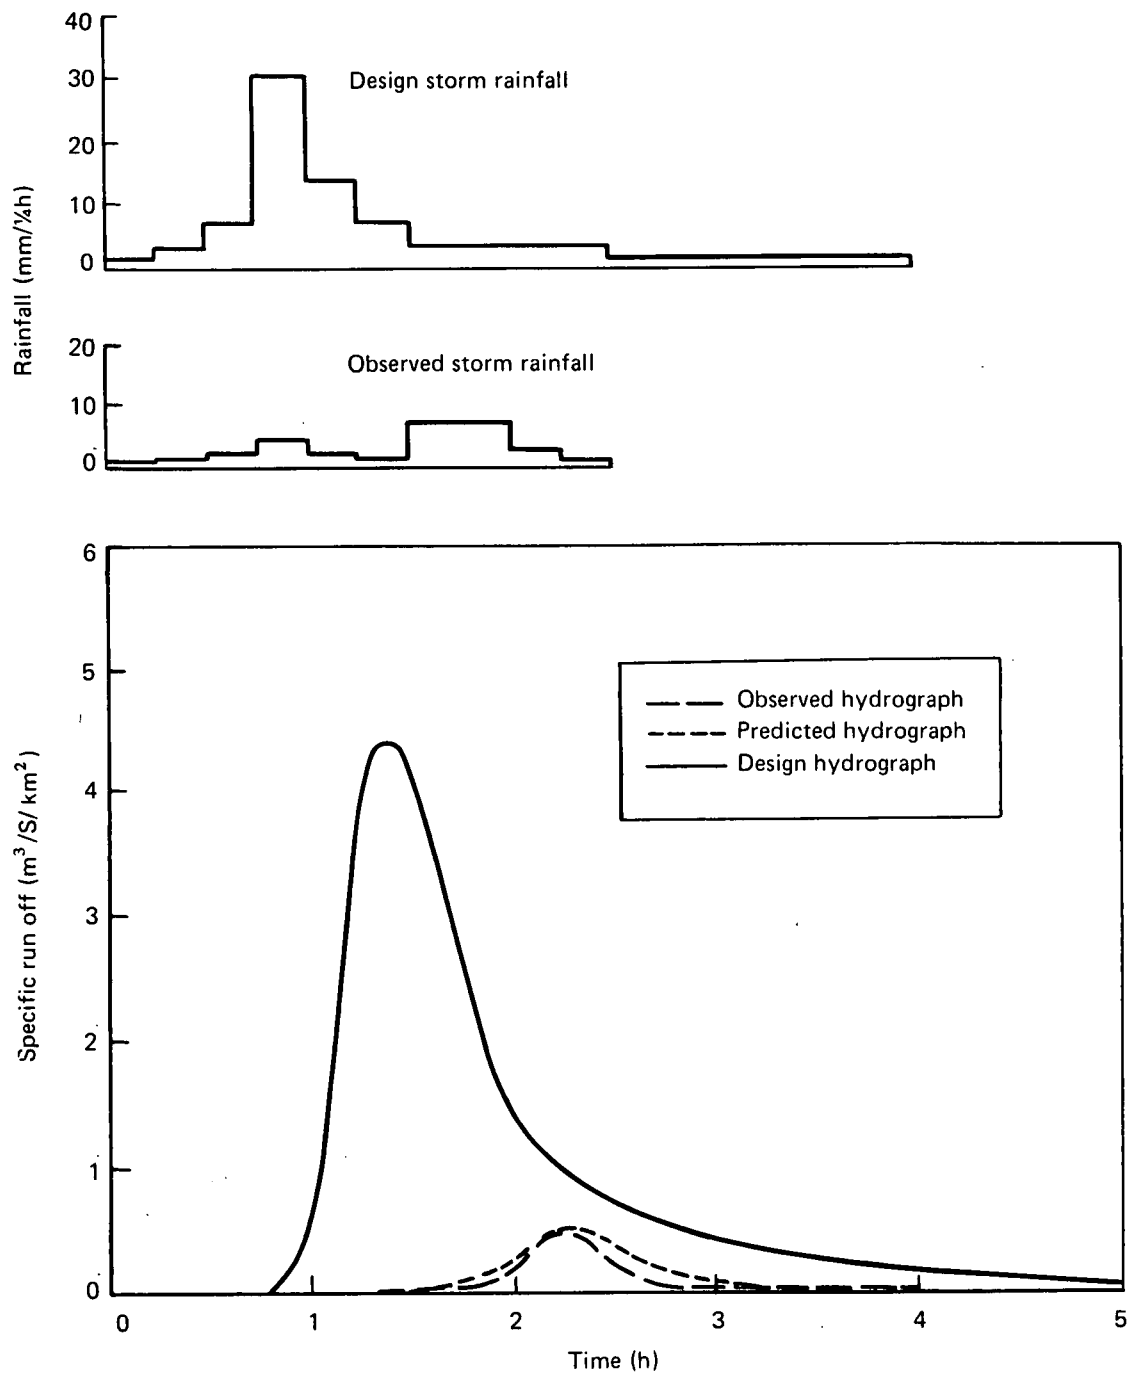 40
30
20
10
0
Design storm rainfall
Rainfall (mm/¼h)
20
10
0
Observed storm rainfall
6
5
4
3
2
1
0
Specific run off (m³/S/km²)
Observed hydrograph
Predicted hydrograph
Design hydrograph
0 1 2 3 4 5
Time (h)